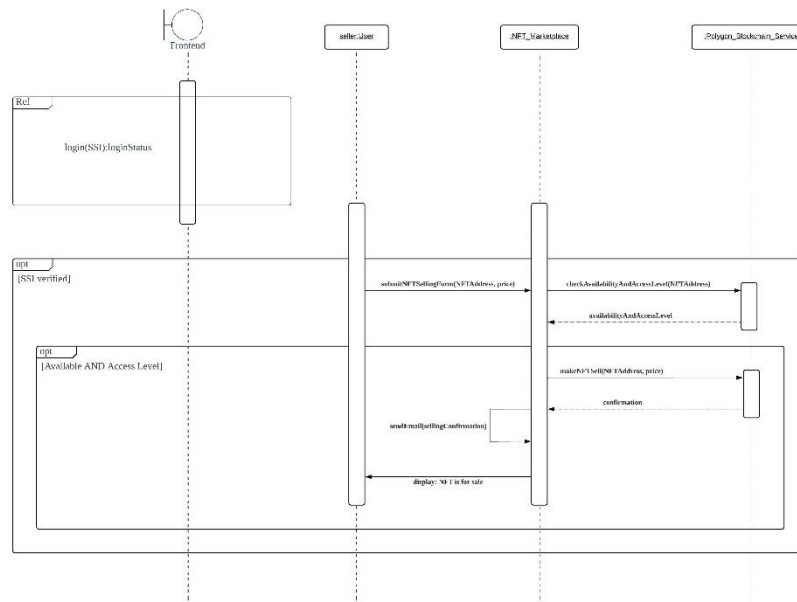 Frontend
seller:User
:NFT_Marketplace
:Polygon_Blockchain_Service
Ref
login(SSI):loginStatus
opt
[SSI verified]
submitNFTSellingForm(NFTAddress, price)
checkAvailabilityAndAccessLevel(NFTAddress)
availabilityAndAccessLevel
opt
[Available AND Access Level]
makeNFTSell(NFTAddress, price)
confirmation
sendEmail(sellingConfirmation)
display: NFT is for sale